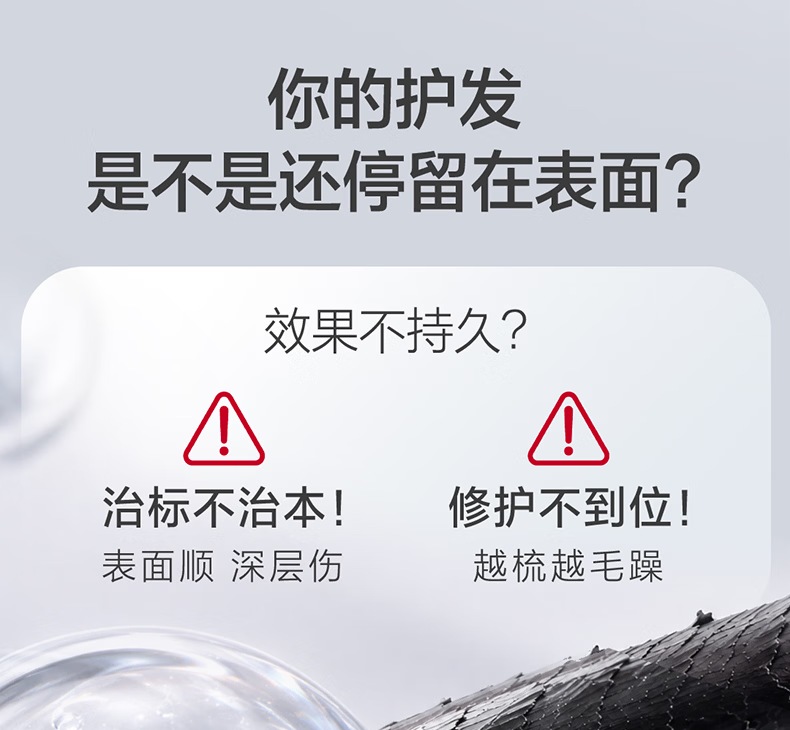 你的护发
是不是还停留在表面？
效果不持久？
治标不治本！
表面顺 深层伤
修护不到位！
越梳越毛躁